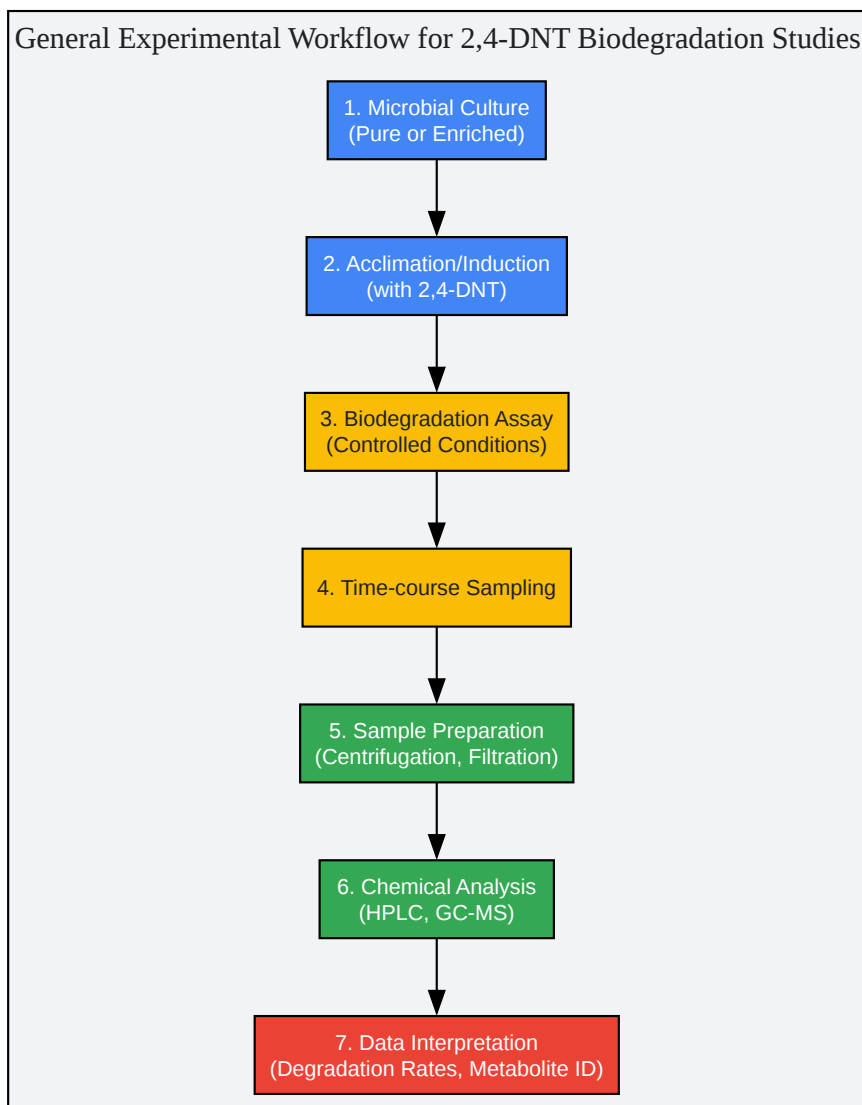 General Experimental Workflow for 2,4-DNT Biodegradation Studies
1. Microbial Culture
(Pure or Enriched)
2. Acclimation/Induction
(with 2,4-DNT)
3. Biodegradation Assay
(Controlled Conditions)
4. Time-course Sampling
5. Sample Preparation
(Centrifugation, Filtration)
6. Chemical Analysis
(HPLC, GC-MS)
7. Data Interpretation
(Degradation Rates, Metabolite ID)